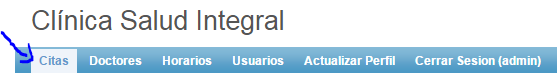 Clínica Salud Integral
Citas Doctores Horarios Usuarios Actualizar Perfil Cerrar Sesion (admin)